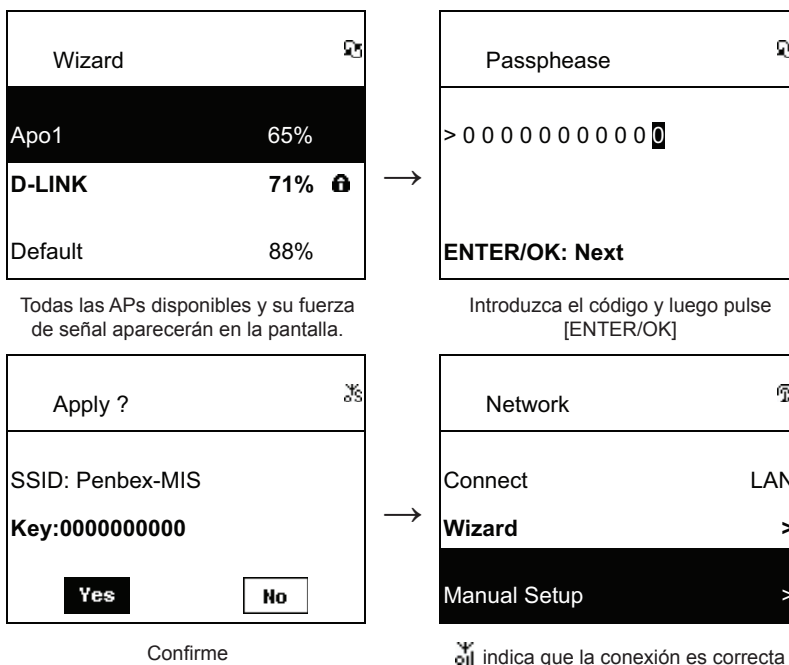 Wizard
Apo1 65%
D-LINK 71%
Default 88%
Todas las APs disponibles y su fuerza
de señal aparecerán en la pantalla.
→
Passphease
> 0 0 0 0 0 0 0 0 0 0 0
ENTER/OK: Next
Introduzca el código y luego pulse
[ENTER/OK]
Apply ?
SSID: Penbex-MIS
Key:0000000000
Yes No
Confirme
→
Network
Connect LAN
Wizard >
Manual Setup >
indica que la conexión es correcta